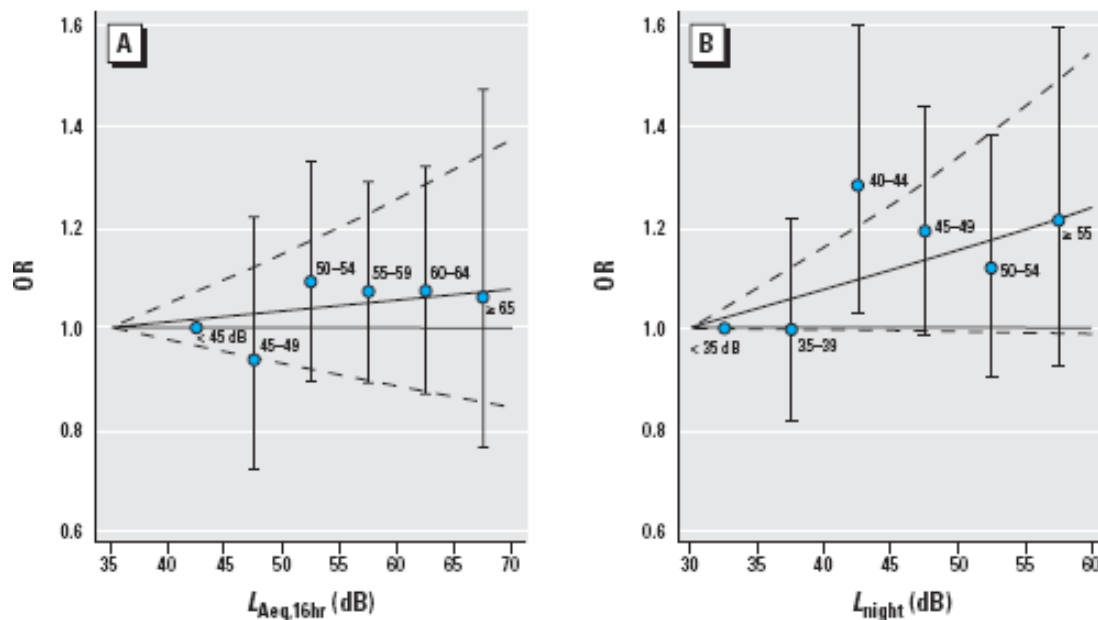 A
OR
1.6
1.4
1.2
1.0
0.8
0.6
< 45 dB
45–49
50–54
55–59
60–64
≥ 65
35 40 45 50 55 60 65 70
LAeq,16hr (dB)
B
OR
1.6
1.4
1.2
1.0
0.8
0.6
< 35 dB
35–39
40–44
45–49
50–54
≥ 55
30 35 40 45 50 55 60
Lnight (dB)